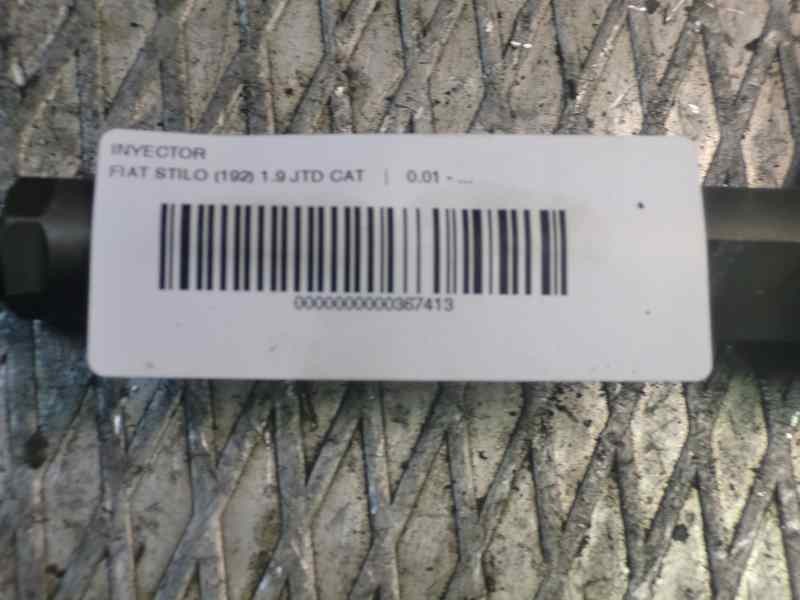 INYECTOR
FIAT STILO (192) 1.9 JTD CAT | 0.01 - ...
0000000000367413